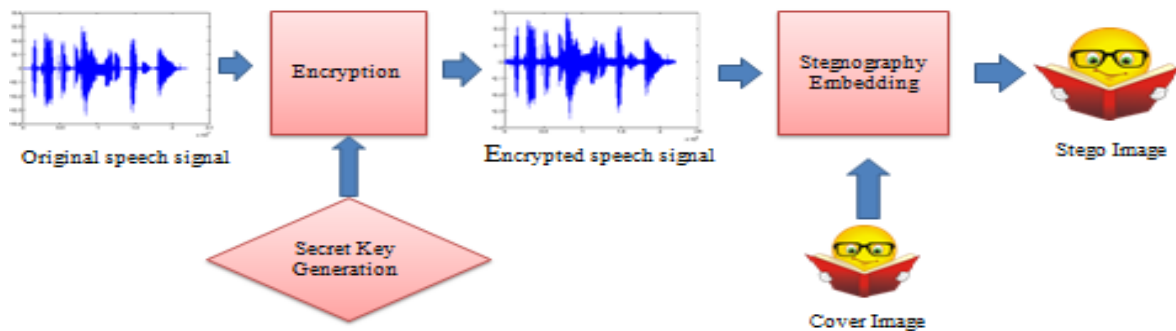 Original speech signal
Encryption
Secret Key
Generation
Encrypted speech signal
Stegnography
Embedding
Cover Image
Stego Image